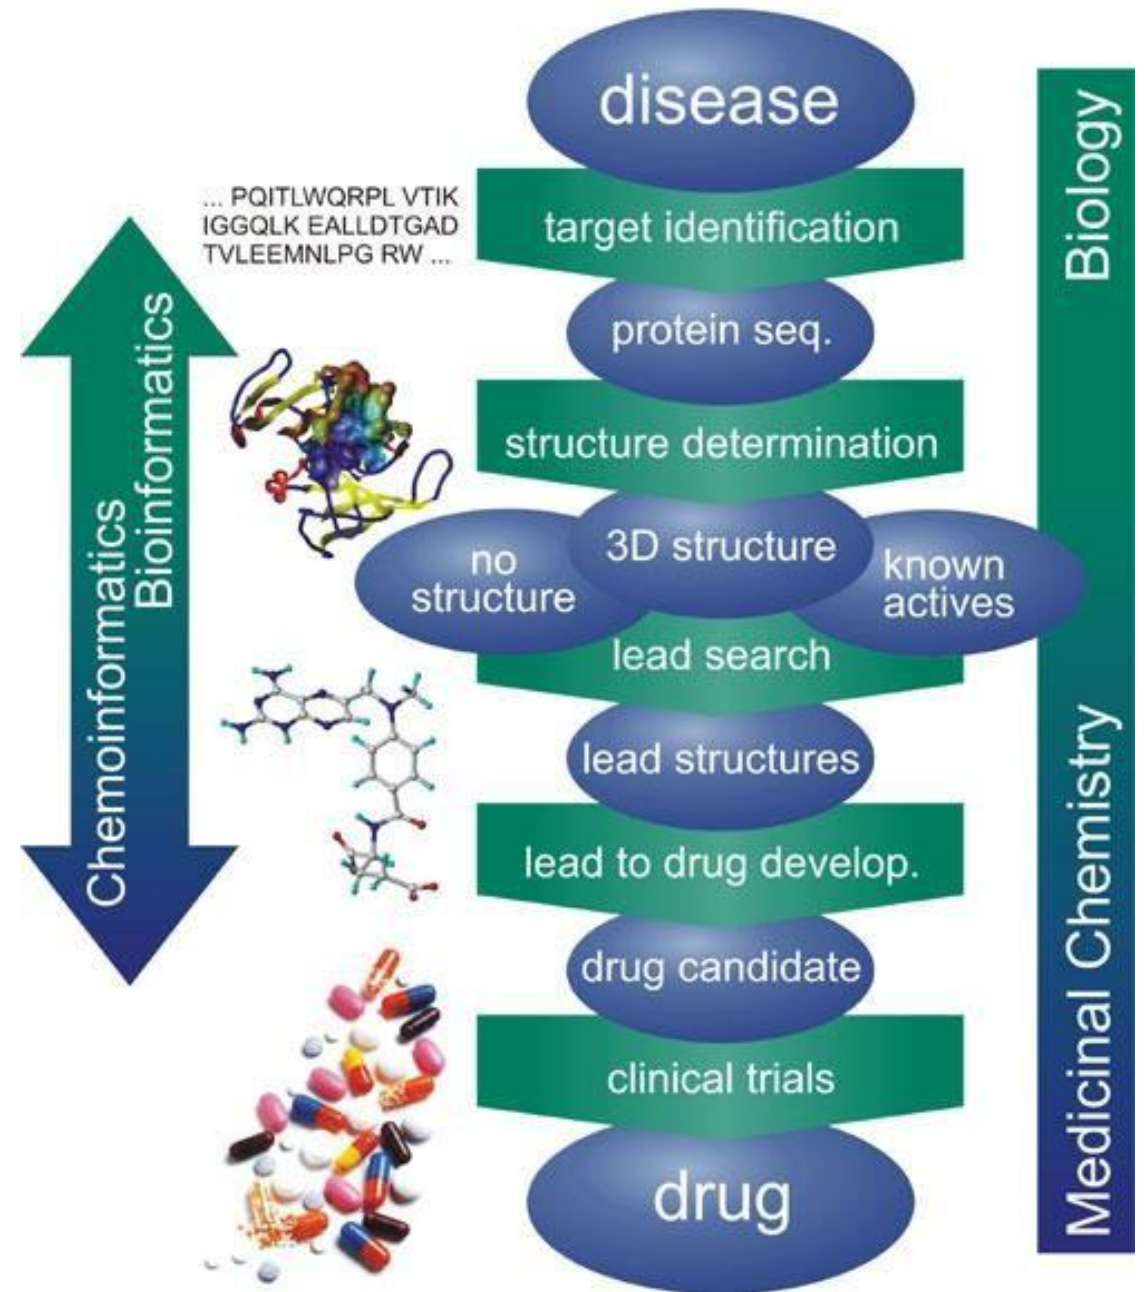 disease
Biology
... PQITLWQRPL VTIK
IGGQLK EALLDTGAD
TVLEEMNLPG RW ...
target identification
protein seq.
Chemoinformatics
Bioinformatics
structure determination
no
structure
3D structure
known
actives
lead search
lead structures
lead to drug develop.
Medicinal Chemistry
drug candidate
clinical trials
drug